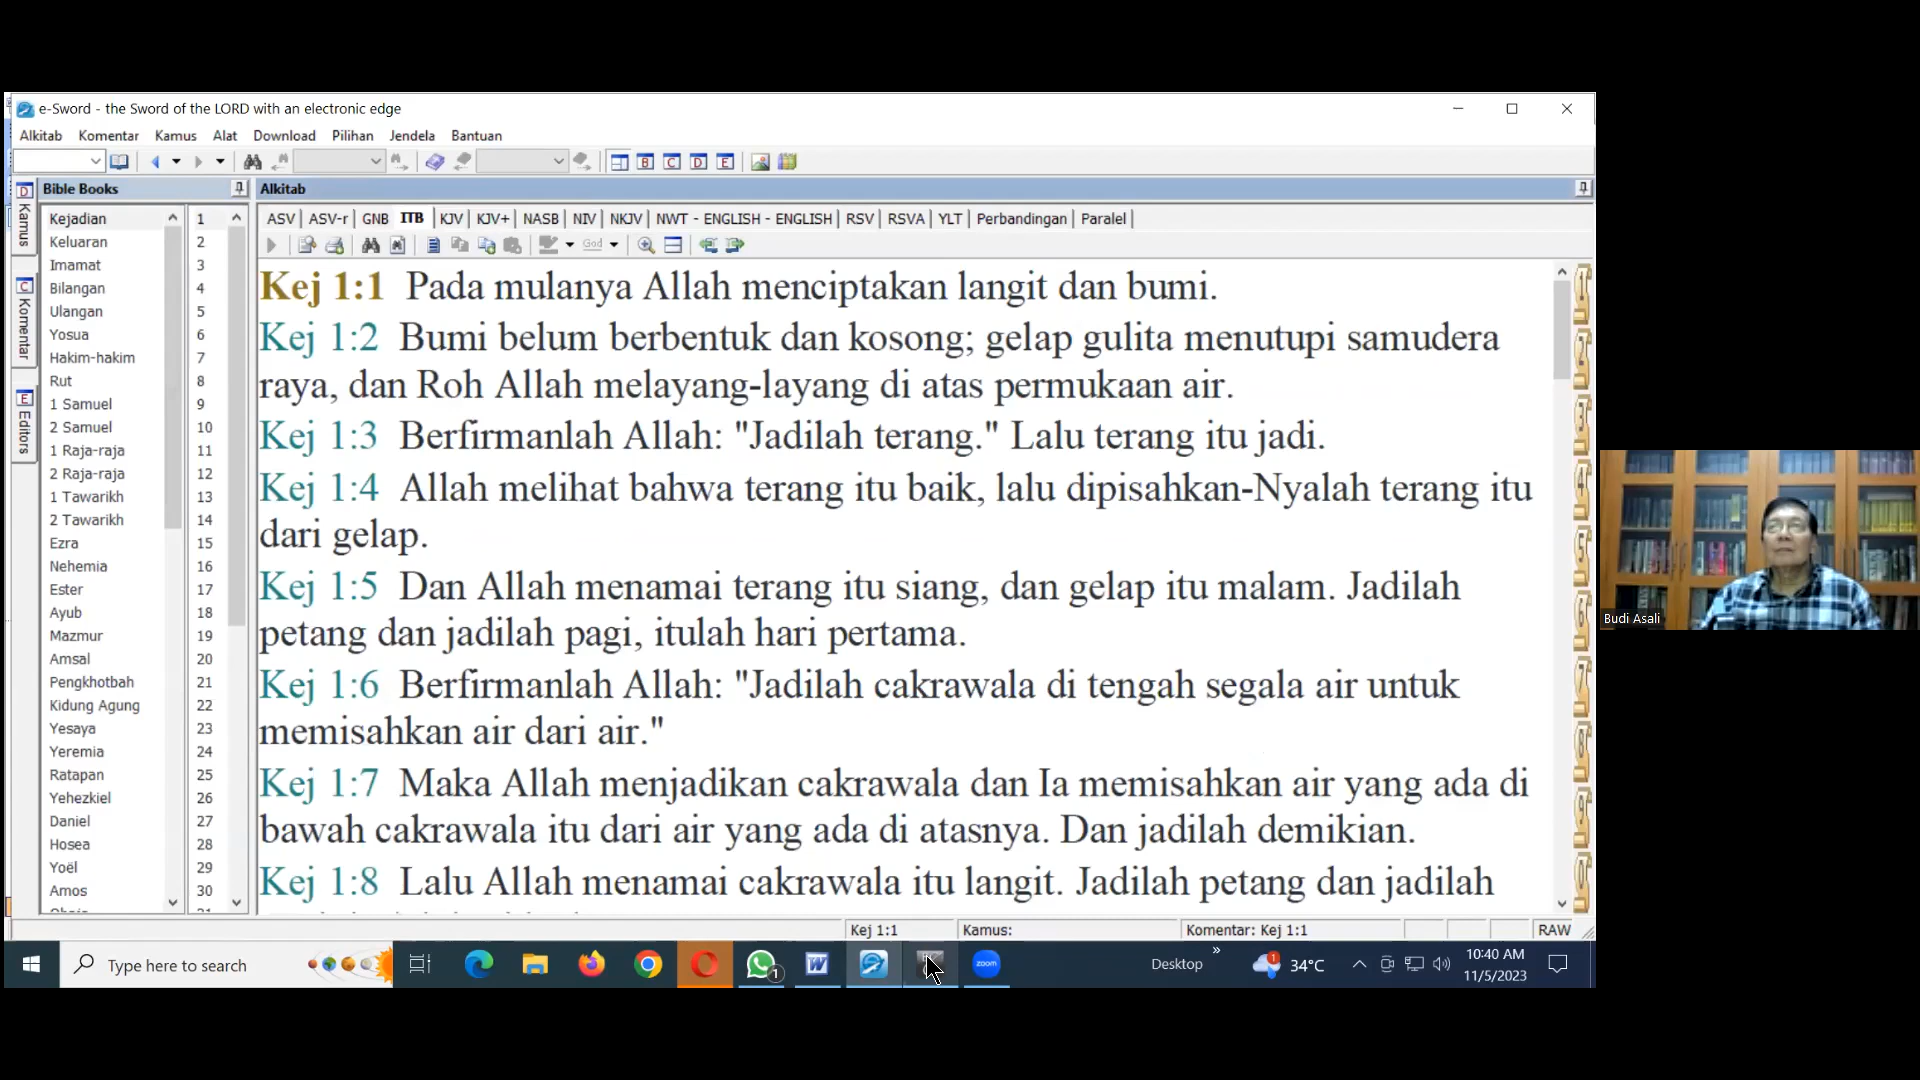 e-Sword - the Sword of the LORD with an electronic edge
Alkitab Komentar Kamus Alat Download Pilihan Jendela Bantuan
B C D E
Bible Books
Alkitab
D Kamus
C Komentar
E Editors
Kejadian
Keluaran
Imamat
Bilangan
Ulangan
Yosua
Hakim-hakim
Rut
1 Samuel
2 Samuel
1 Raja-raja
2 Raja-raja
1 Tawarikh
2 Tawarikh
Ezra
Nehemia
Ester
Ayub
Mazmur
Amsal
Pengkhotbah
Kidung Agung
Yesaya
Yeremia
Ratapan
Yehezkiel
Daniel
Hosea
Yoël
Amos
1
2
3
4
5
6
7
8
9
10
11
12
13
14
15
16
17
18
19
20
21
22
23
24
25
26
27
28
29
30
ASV ASV-r GNB ITB KJV KJV+ NASB NIV NKJV NWT - ENGLISH - ENGLISH RSV RSVA YLT Perbandingan Paralel
God
Kej 1:1 Pada mulanya Allah menciptakan langit dan bumi.
Kej 1:2 Bumi belum berbentuk dan kosong; gelap gulita menutupi samudera
raya, dan Roh Allah melayang-layang di atas permukaan air.
Kej 1:3 Berfirmanlah Allah: "Jadilah terang." Lalu terang itu jadi.
Kej 1:4 Allah melihat bahwa terang itu baik, lalu dipisahkan-Nyalah terang itu
dari gelap.
Kej 1:5 Dan Allah menamai terang itu siang, dan gelap itu malam. Jadilah
petang dan jadilah pagi, itulah hari pertama.
Kej 1:6 Berfirmanlah Allah: "Jadilah cakrawala di tengah segala air untuk
memisahkan air dari air."
Kej 1:7 Maka Allah menjadikan cakrawala dan Ia memisahkan air yang ada di
bawah cakrawala itu dari air yang ada di atasnya. Dan jadilah demikian.
Kej 1:8 Lalu Allah menamai cakrawala itu langit. Jadilah petang dan jadilah
1
2
3
4
5
6
7
8
9
0
Budi Asali
Kej 1:1 Kamus: Komentar: Kej 1:1 RAW
Type here to search
1
zoom
Desktop
»
1
34°C
10:40 AM
11/5/2023